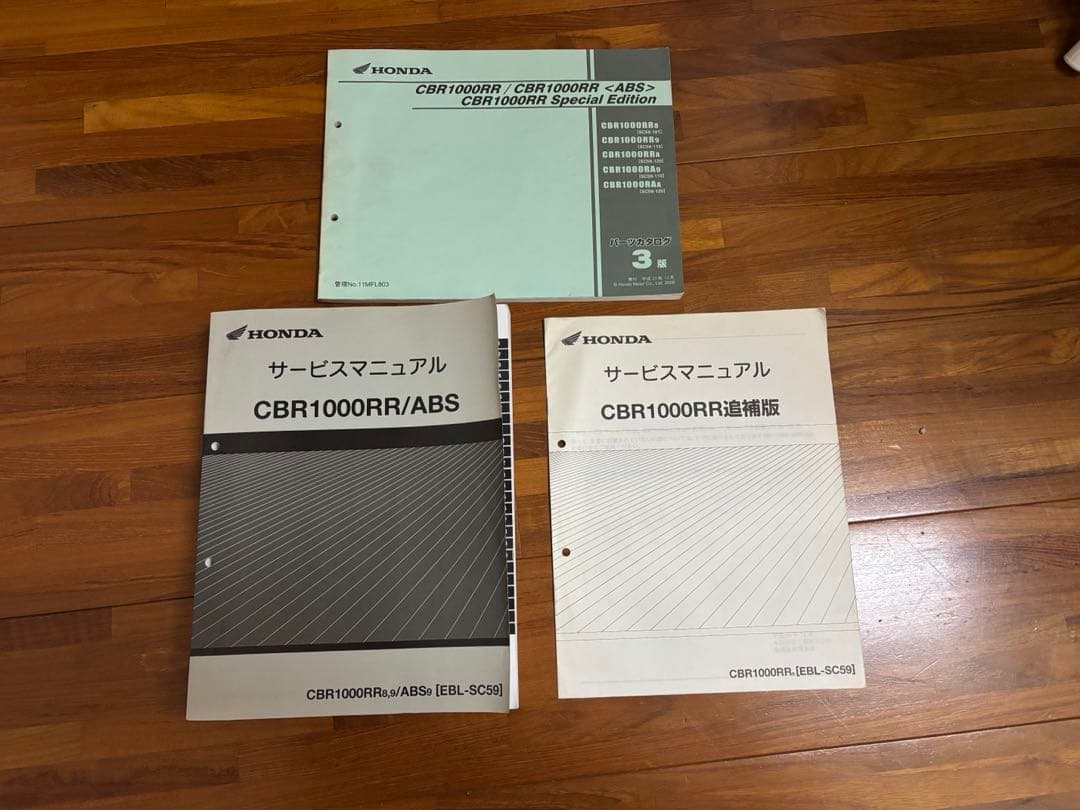 HONDA
CBR1000RR / CBR1000RR <ABS>
CBR1000RR Special Edition
CBR1000RR8
CBR1000RR9
CBR1000RRA
CBR1000RA9
CBR1000RAA
パーツカタログ
3版
管理No.11MFL803
HONDA
サービスマニュアル
CBR1000RR/ABS
CBR1000RR8,9/ABS9 [EBL-SC59]
HONDA
サービスマニュアル
CBR1000RR追補版
[EBL-SC59]